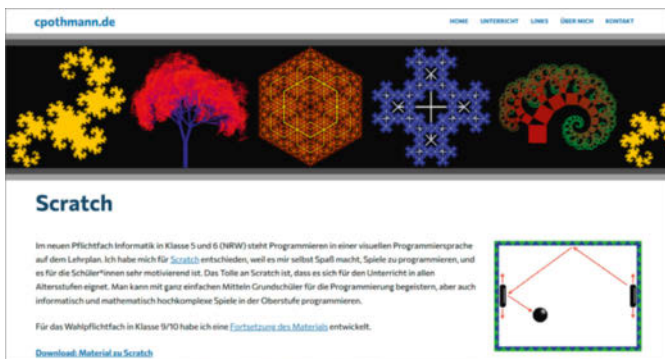 cpothmann.de
HOME UNTERRICHT LINKS ÜBER MICH KONTAKT
Scratch
Im neuen Pflichtfach Informatik in Klasse 5 und 6 (NRW) steht Programmieren in einer visuellen Programmiersprache
auf dem Lehrplan. Ich habe mich für Scratch entschieden, weil es mir selbst Spaß macht, Spiele zu programmieren, und
es für die Schüler*innen sehr motivierend ist. Das Tolle an Scratch ist, dass es sich für den Unterricht in allen
Altersstufen eignet. Man kann mit ganz einfachen Mitteln Grundschüler für die Programmierung begeistern, aber auch
informatisch und mathematisch hochkomplexe Spiele in der Oberstufe programmieren.
Für das Wahlpflichtfach in Klasse 9/10 habe ich eine Fortsetzung des Materials entwickelt.
Download: Material zu Scratch